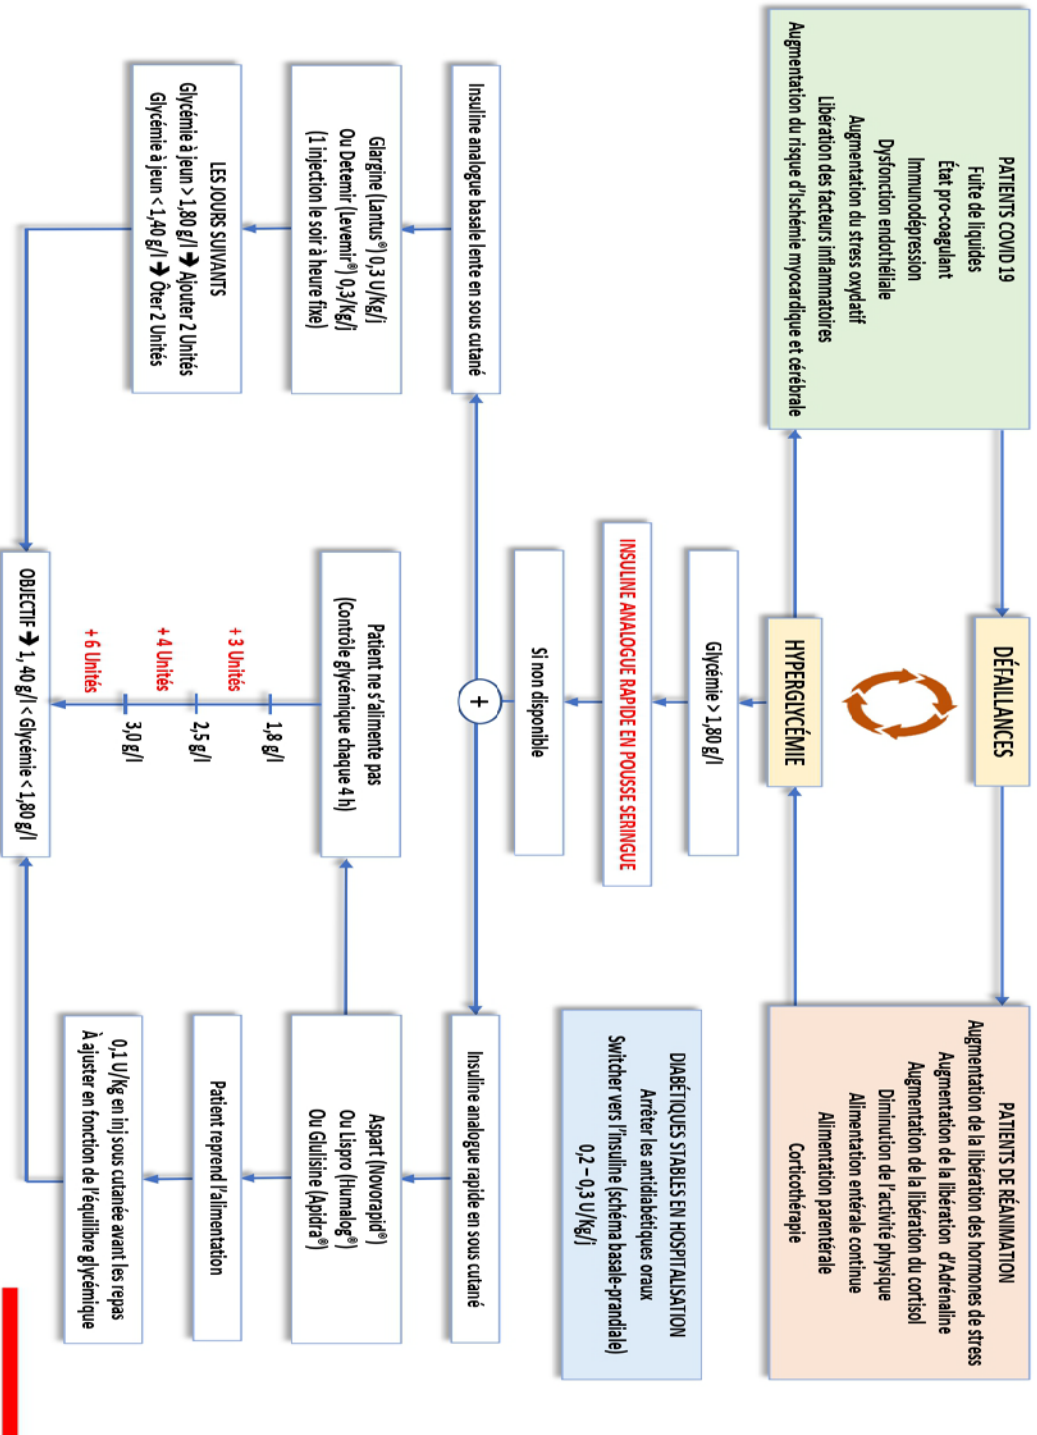 PATIENTS COVID 19
Fuite de liquides
État pro-coagulant
Immunodépression
Dysfonction endothéliale
Augmentation du stress oxydatif
Libération des facteurs inflammatoires
Augmentation du risque d'Ischémie myocardique et cérébrale
DÉFAILLANCES
HYPERGLYCÉMIE
PATIENTS DE RÉANIMATION
Augmentation de la libération des hormones de stress
Augmentation de la libération d'Adrénaline
Augmentation de la libération du cortisol
Diminution de l'activité physique
Alimentation entérale continue
Alimentation parentérale
Corticothérapie
Glycémie > 1,80 g/l
INSULINE ANALOGUE RAPIDE EN POUSSE SERINGUE
Si non disponible
DIABÉTIQUES STABLES EN HOSPITALISATION
Arrêter les antidiabétiques oraux
Switcher vers l'insuline (schéma basale-prandiale)
0,2 – 0,3 U/Kg/j
+
Insuline analogue basale lente en sous cutané
Insuline analogue rapide en sous cutané
Glargine (Lantus®) 0,3 U/Kg/j
Ou Detemir (Levemir®) 0,3/Kg/j
(1 injection le soir à heure fixe)
Patient ne s'alimente pas
(Contrôle glycémique chaque 4 h)
Aspart (Novorapid®)
Ou Lispro (Humalog®)
Ou Glulisine (Apidra®)
LES JOURS SUIVANTS
Glycémie à jeun > 1,80 g/l ➔ Ajouter 2 Unités
Glycémie à jeun < 1,40 g/l ➔ Ôter 2 Unités
1,8 g/l
+ 3 Unités
2,5 g/l
+ 4 Unités
3,0 g/l
+ 6 Unités
Patient reprend l'alimentation
0,1 U/Kg en inj sous cutanée avant les repas
À ajuster en fonction de l'équilibre glycémique
OBJECTIF ➔ 1, 40 g/l < Glycémie < 1,80 g/l